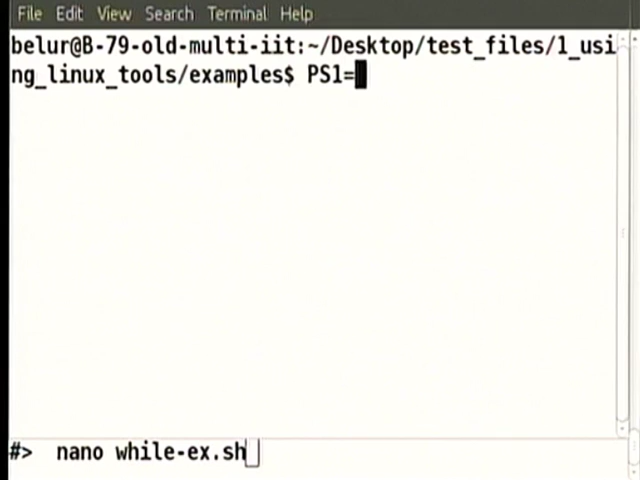 File Edit View Search Terminal Help
belur@B-79-old-multi-iit:~/Desktop/test_files/1_usi
ng_linux_tools/examples$ PS1=
#> nano while-ex.sh